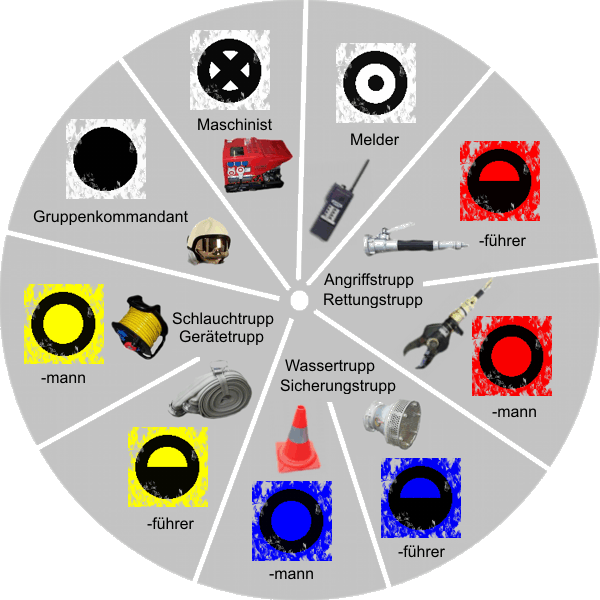 Maschinist
Melder
Gruppenkommandant
-führer
Angriffstrupp
Rettungstrupp
Schlauchtrupp
Gerätetrupp
-mann
Wassertrupp
Sicherungstrupp
-mann
-führer
-führer
-mann